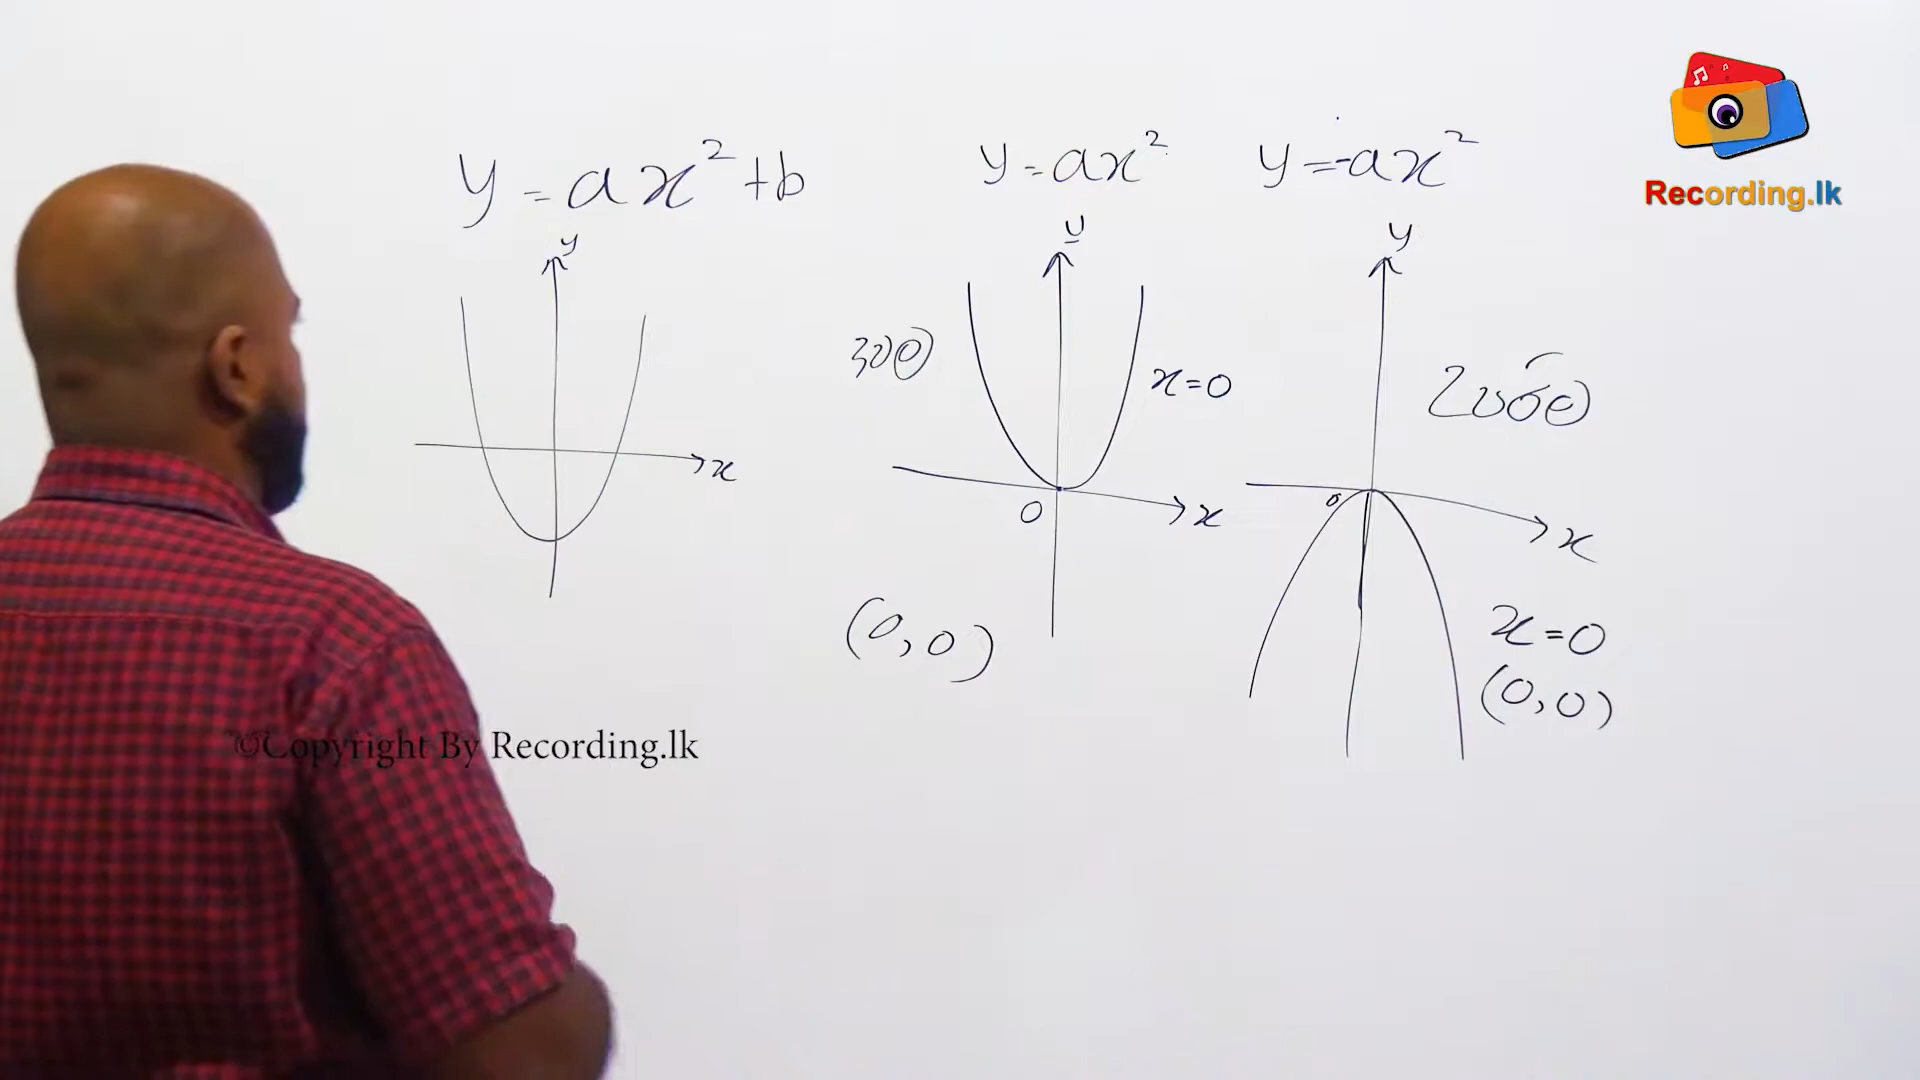 y = ax² + b
y
x
y = ax²
y
අවම
x = 0
0
x
(0, 0)
y = -ax²
y
උපරිම
0
x
x = 0
(0, 0)
Recording.lk
©Copyright By Recording.lk